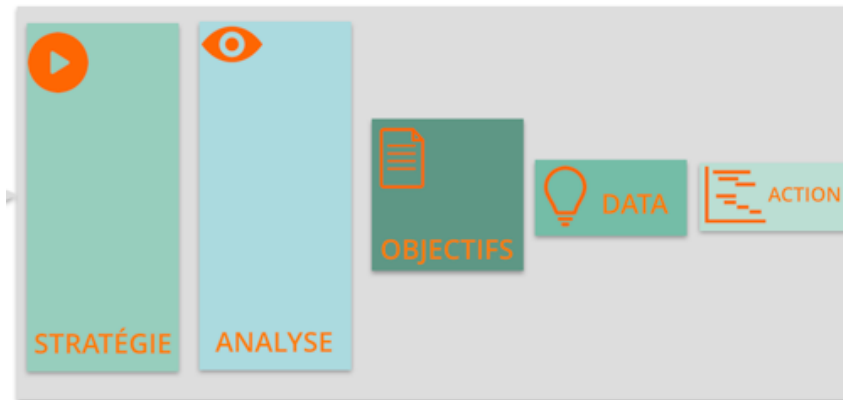 STRATÉGIE
ANALYSE
OBJECTIFS
DATA
ACTION